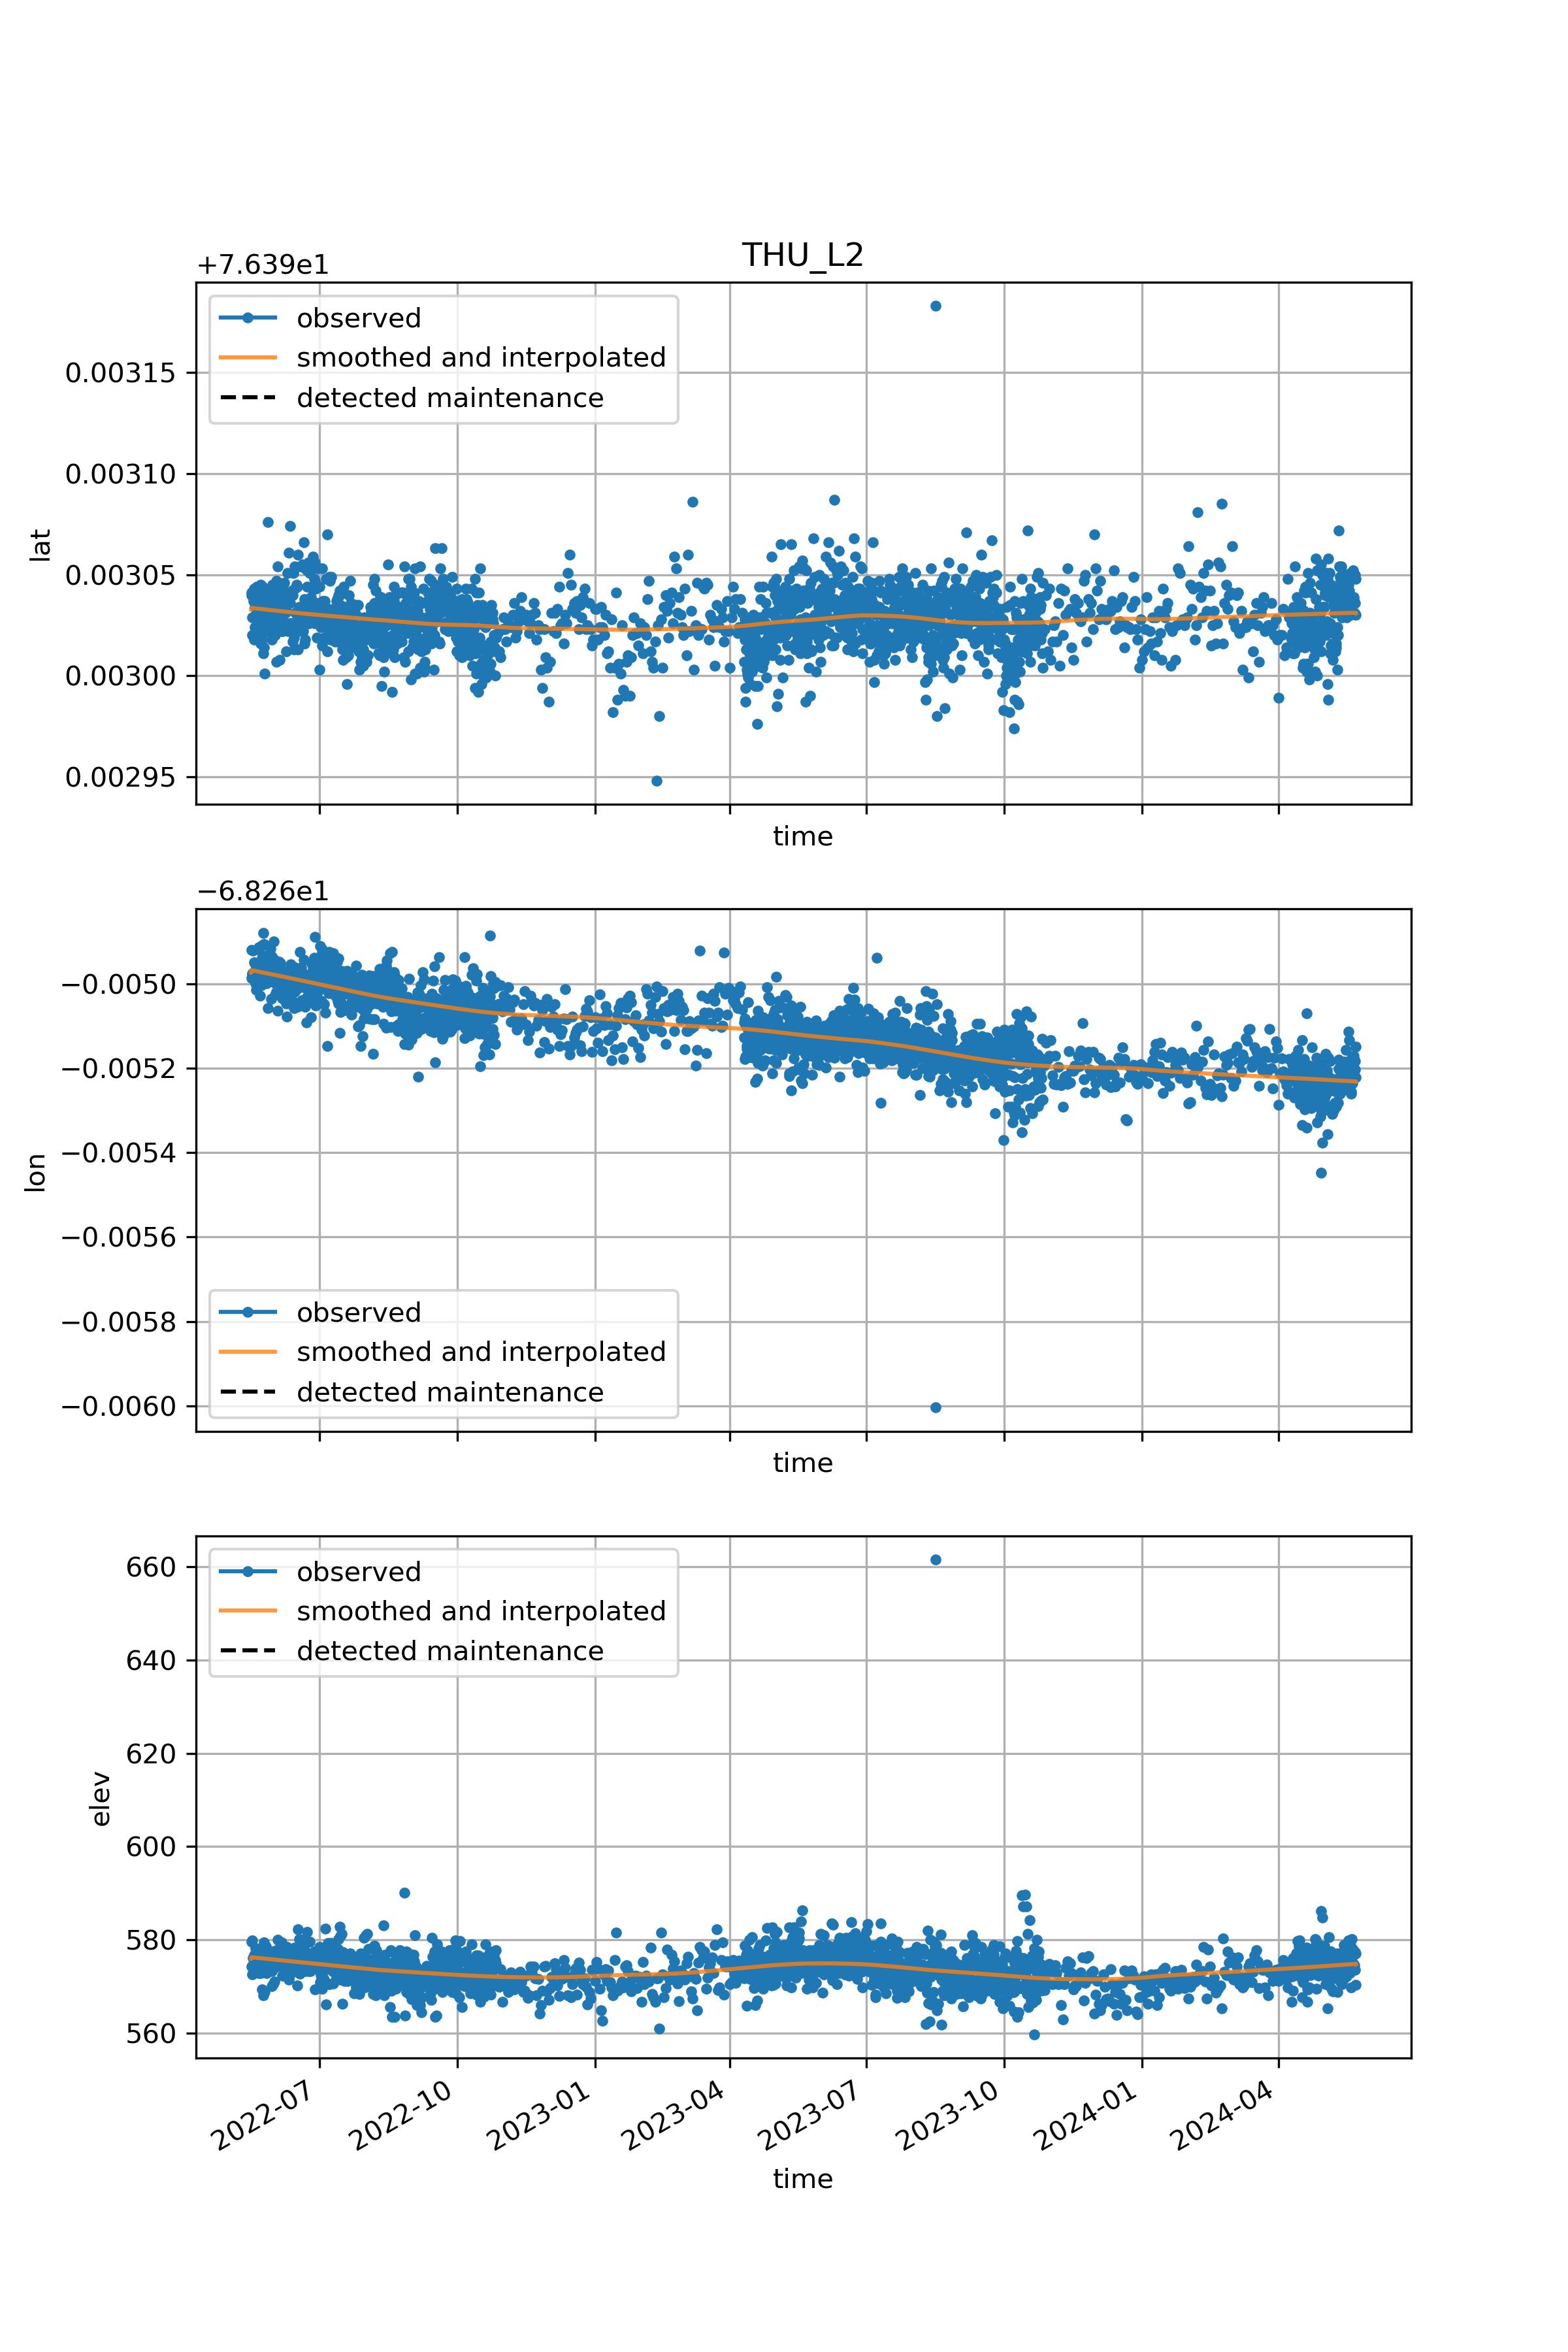 THU_L2
+7.639e1
observed
smoothed and interpolated
detected maintenance
0.00315
0.00310
0.00305
0.00300
0.00295
lat
time
−6.826e1
−0.0050
−0.0052
−0.0054
−0.0056
−0.0058
−0.0060
lon
observed
smoothed and interpolated
detected maintenance
time
observed
smoothed and interpolated
detected maintenance
660
640
620
600
580
560
elev
2022-07
2022-10
2023-01
2023-04
2023-07
2023-10
2024-01
2024-04
time